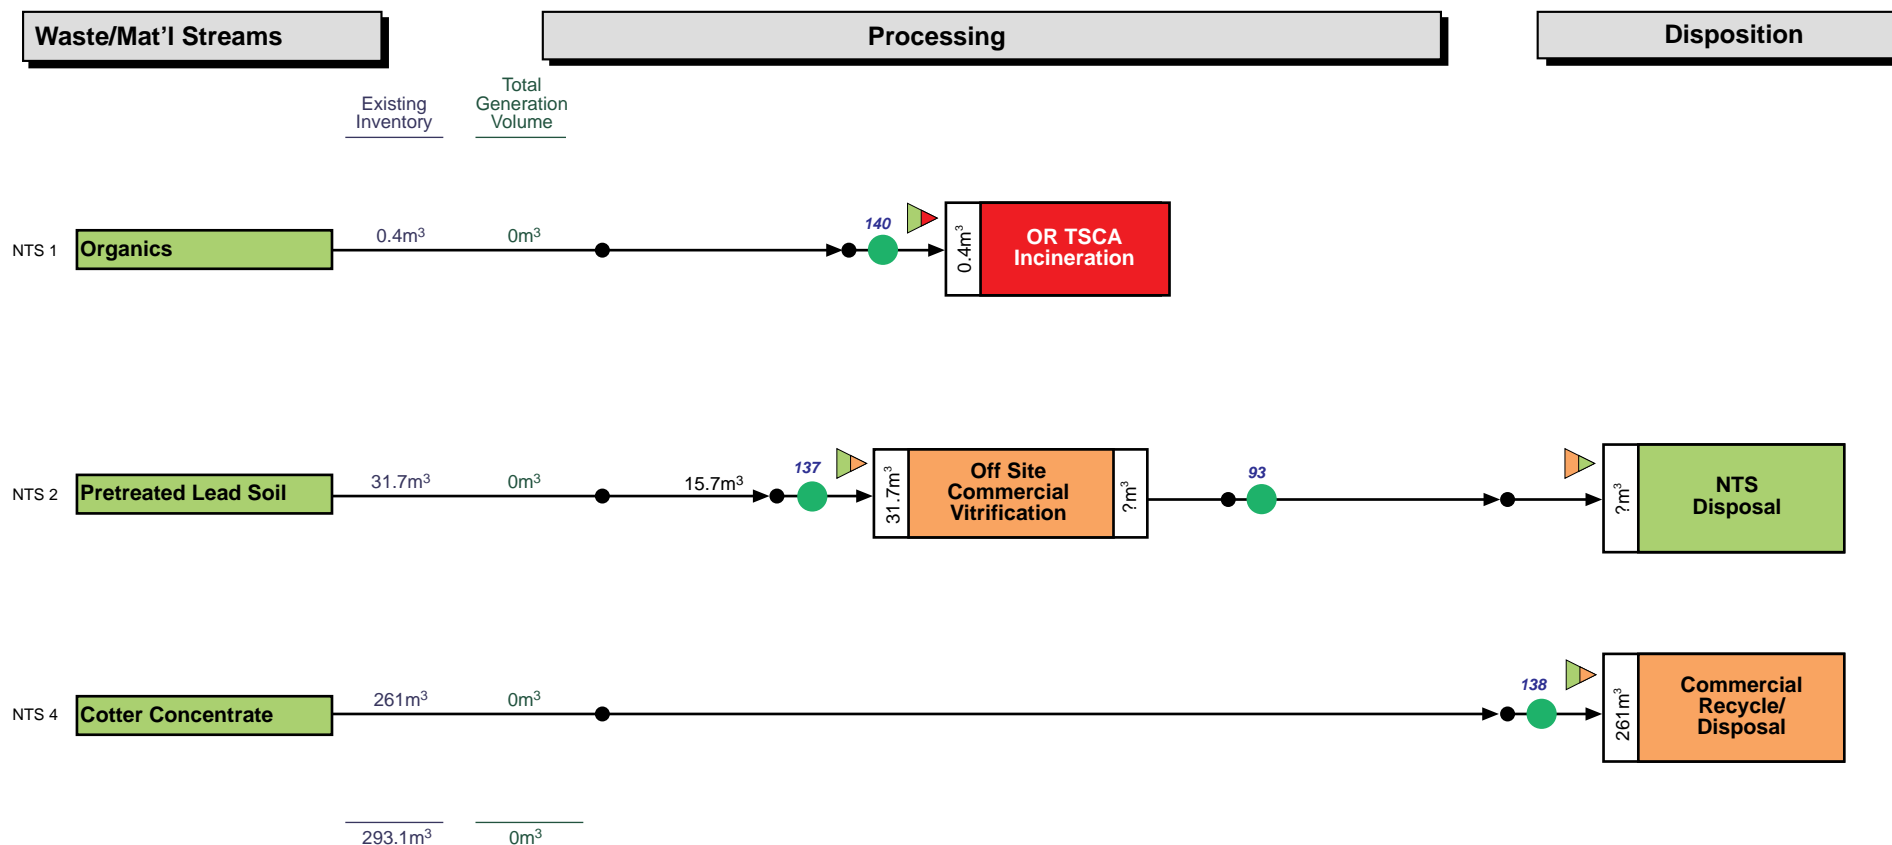 Waste/Mat'l Streams
Processing
Disposition
Existing
Inventory
Total
Generation
Volume
NTS 1
Organics
0.4m³
0m³
140
0.4m³
OR TSCA
Incineration
NTS 2
Pretreated Lead Soil
31.7m³
0m³
15.7m³
137
31.7m³
Off Site
Commercial
Vitrification
?m³
93
?m³
NTS
Disposal
NTS 4
Cotter Concentrate
261m³
0m³
138
261m³
Commercial
Recycle/
Disposal
293.1m³
0m³